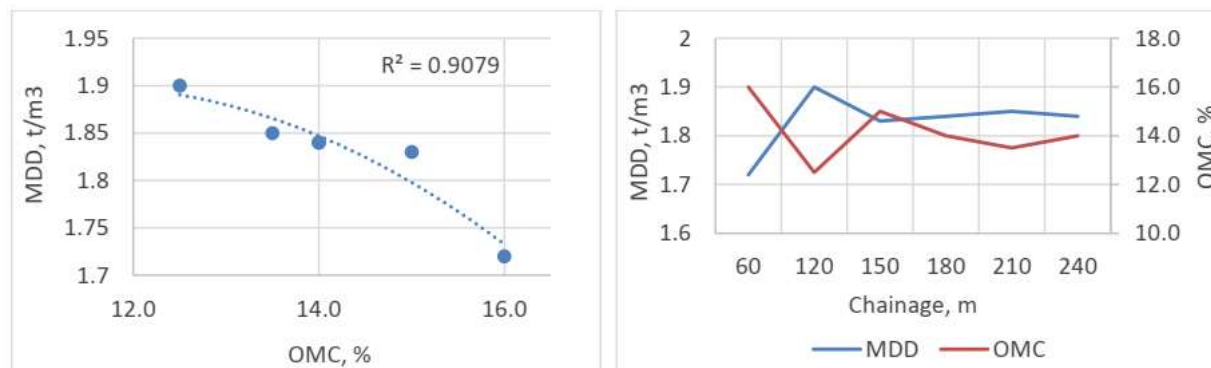 1.95
1.9
1.85
1.8
1.75
1.7
MDD, t/m3
R² = 0.9079
12.0 14.0 16.0
OMC, %
2
1.9
1.8
1.7
1.6
MDD, t/m3
18.0
16.0
14.0
12.0
10.0
OMC, %
60 120 150 180 210 240
Chainage, m
MDD OMC